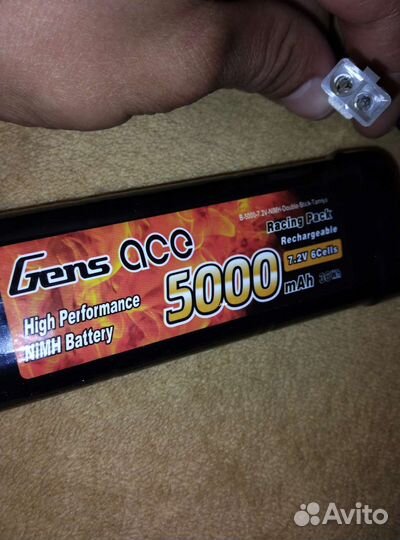 B-5000-7.2V-NIMH-Double-Stick-Tamiya
Racing Pack
Rechargeable
7.2V 6Cells
Gens ace
5000 mAh 36Wh
High Performance
NiMH Battery
Avito